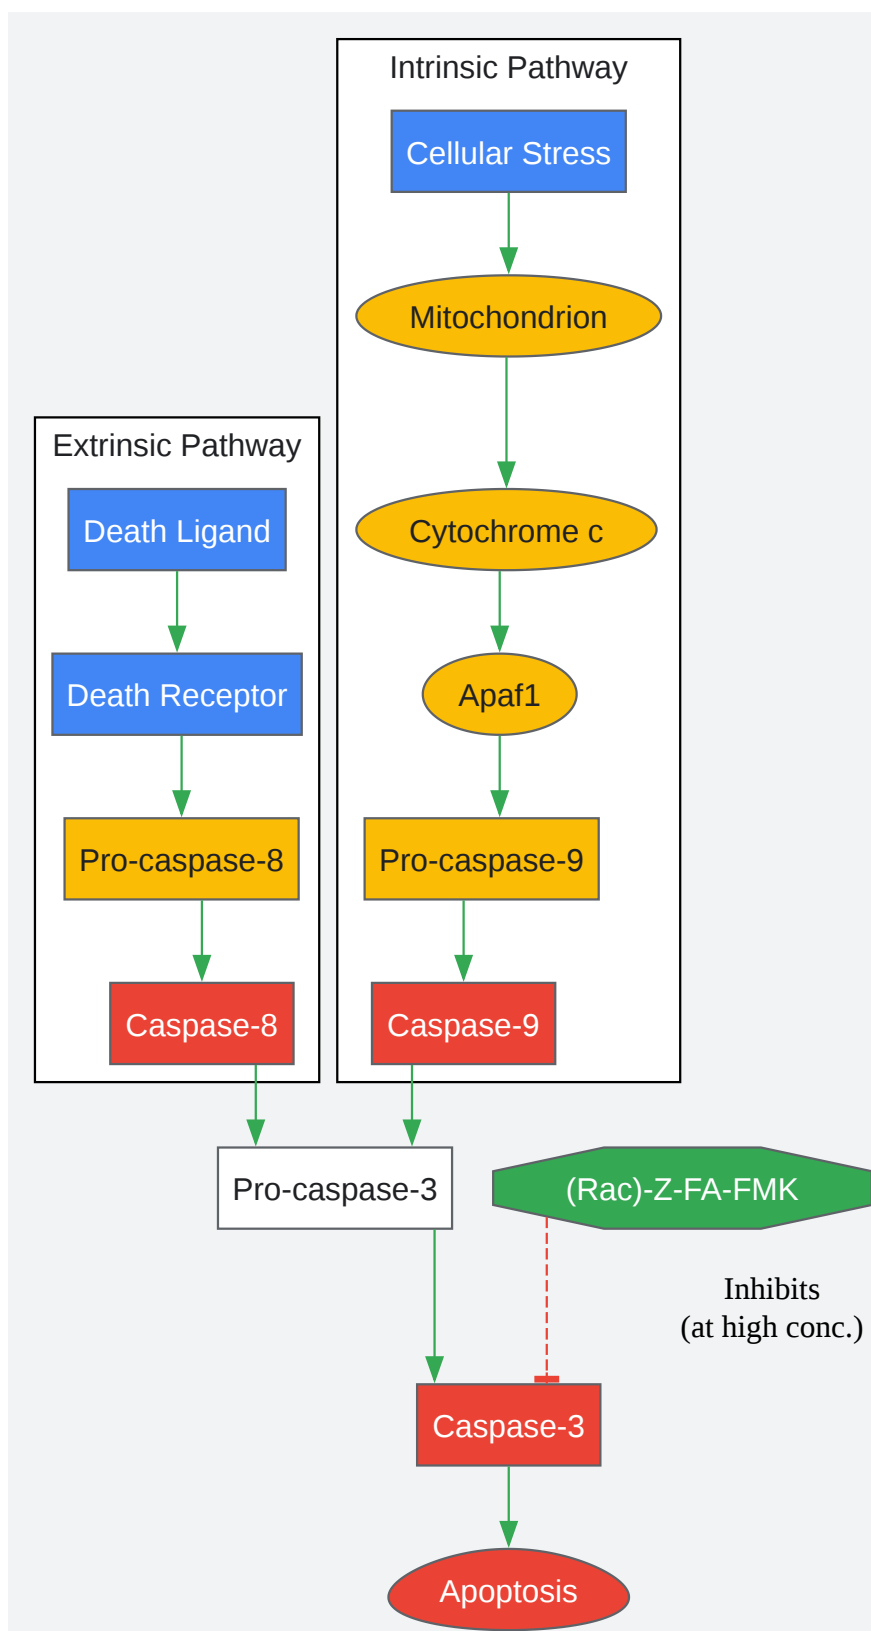 Intrinsic Pathway
Cellular Stress
Mitochondrion
Cytochrome c
Apaf1
Pro-caspase-9
Caspase-9
Extrinsic Pathway
Death Ligand
Death Receptor
Pro-caspase-8
Caspase-8
Pro-caspase-3
(Rac)-Z-FA-FMK
Inhibits
(at high conc.)
Caspase-3
Apoptosis